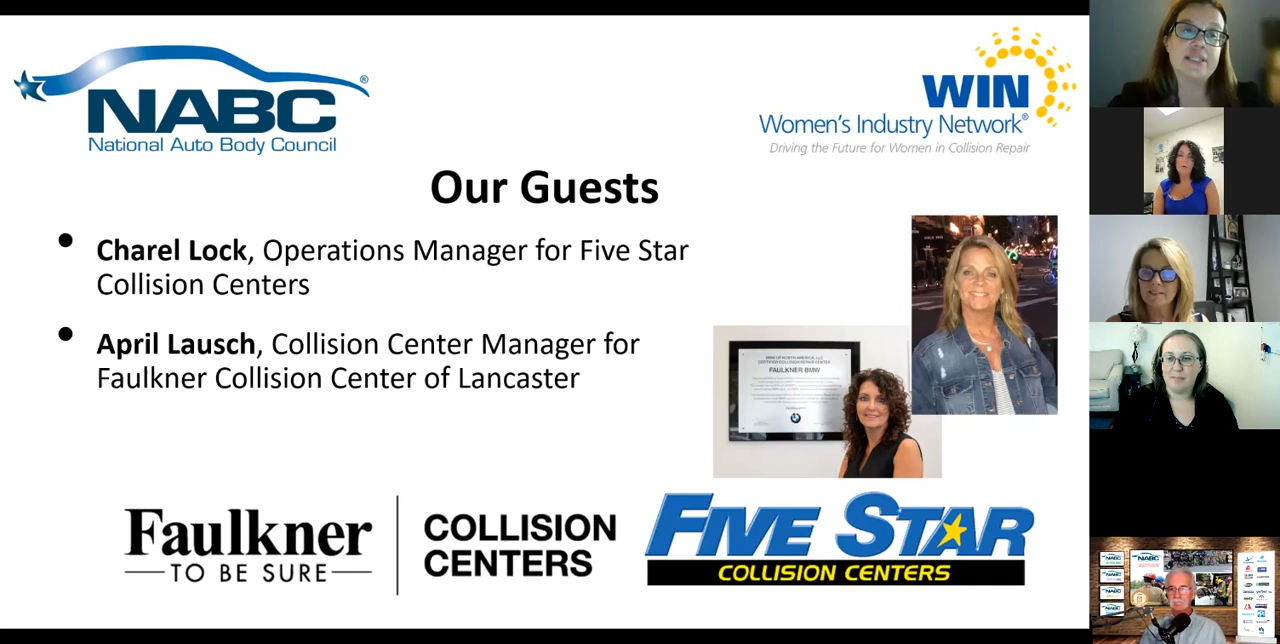 NABC®
National Auto Body Council
WIN
Women's Industry Network®
Driving the Future for Women in Collision Repair
Our Guests
• Charel Lock, Operations Manager for Five Star
Collision Centers
• April Lausch, Collision Center Manager for
Faulkner Collision Center of Lancaster
FAULKNER BMW
Faulkner
TO BE SURE
COLLISION
CENTERS
FIVE STAR
COLLISION CENTERS
NABC